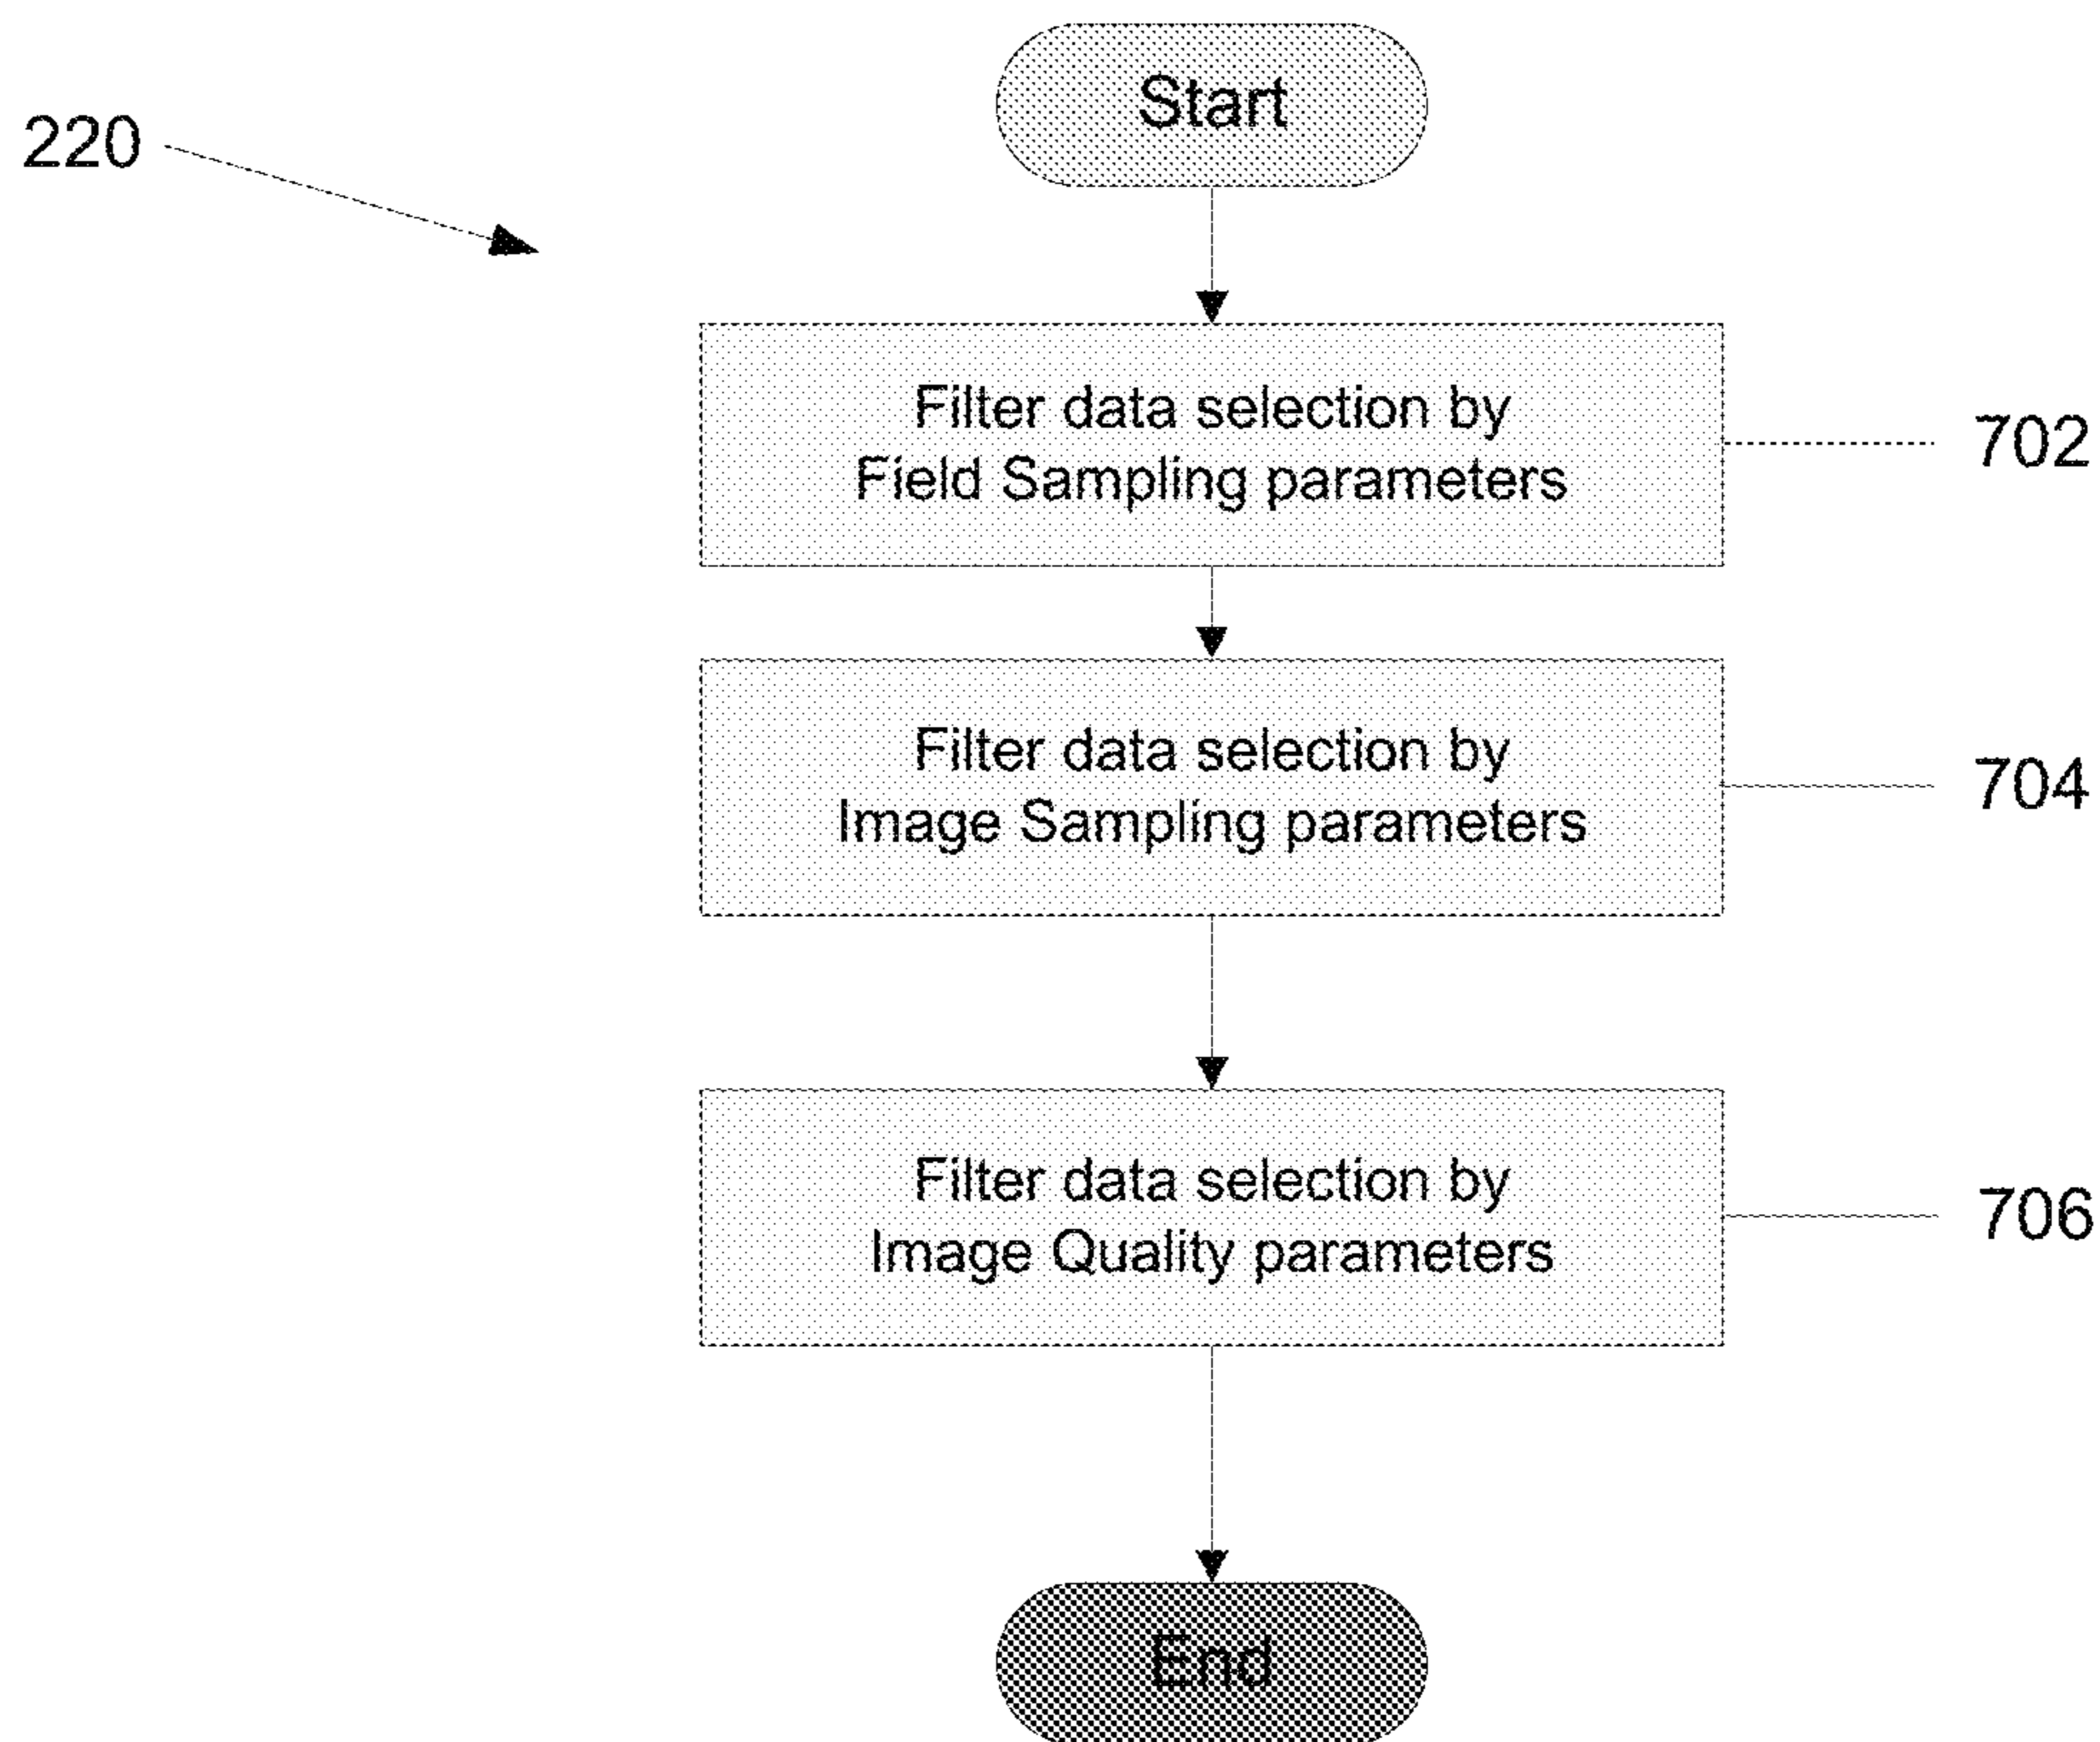 Start
220
Filter data selection by
Field Sampling parameters
702
Filter data selection by
Image Sampling parameters
704
Filter data selection by
Image Quality parameters
706
End